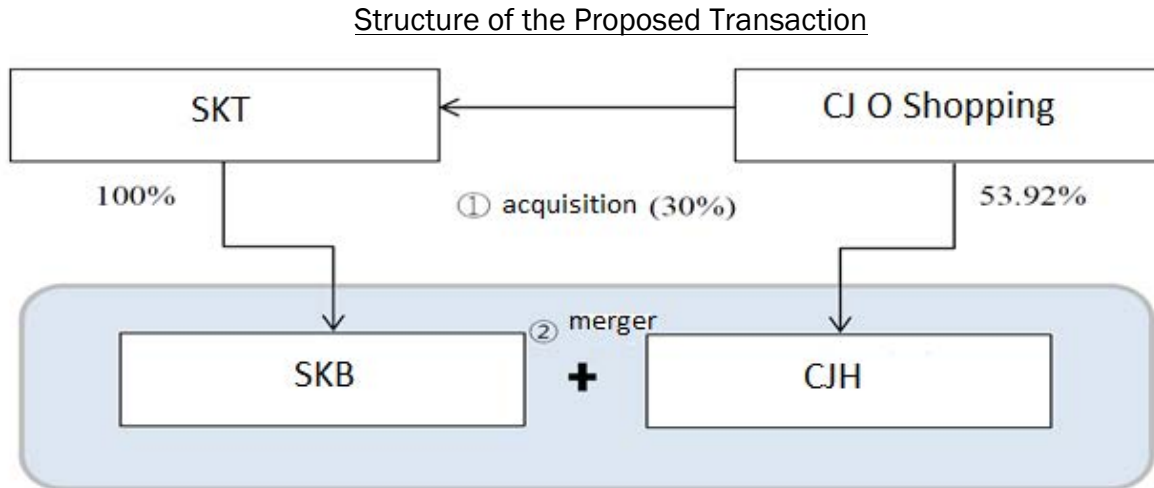 Structure of the Proposed Transaction
SKT
CJ O Shopping
100%
① acquisition (30%)
53.92%
② merger
SKB
+
CJH